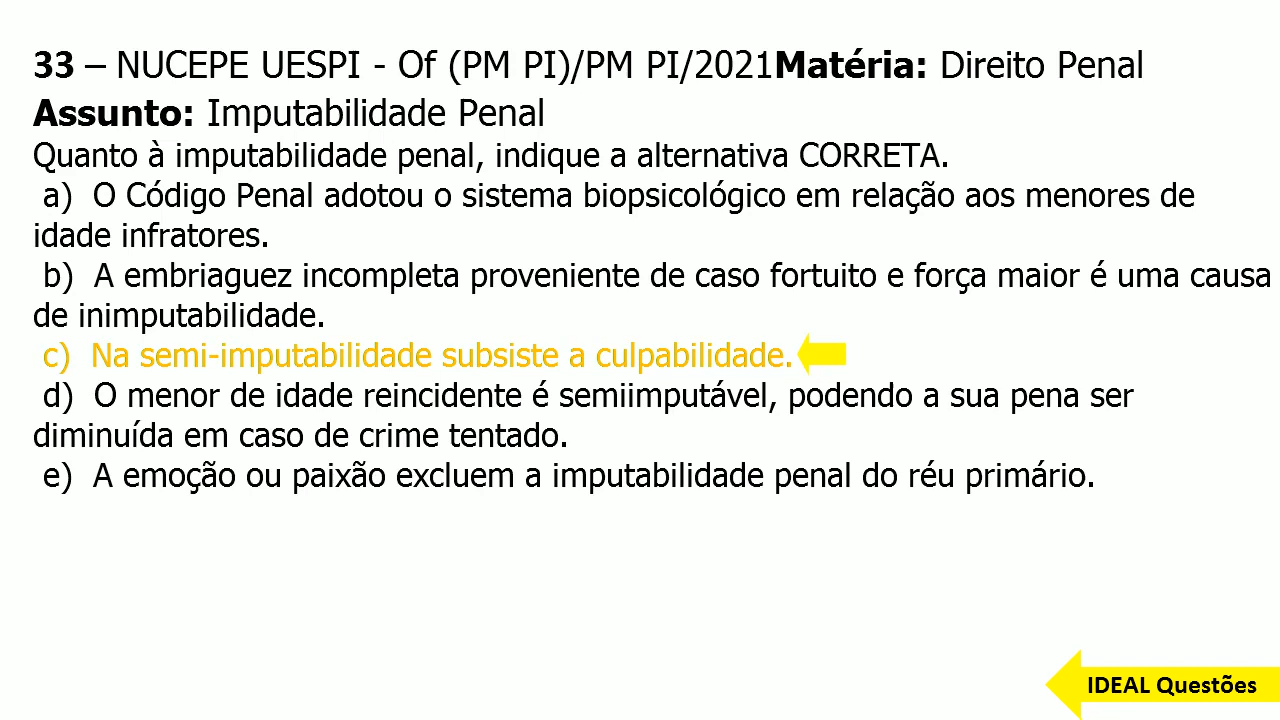 33 – NUCEPE UESPI - Of (PM PI)/PM PI/2021Matéria: Direito Penal
Assunto: Imputabilidade Penal
Quanto à imputabilidade penal, indique a alternativa CORRETA.
a) O Código Penal adotou o sistema biopsicológico em relação aos menores de
idade infratores.
b) A embriaguez incompleta proveniente de caso fortuito e força maior é uma causa
de inimputabilidade.
c) Na semi-imputabilidade subsiste a culpabilidade.
d) O menor de idade reincidente é semiimputável, podendo a sua pena ser
diminuída em caso de crime tentado.
e) A emoção ou paixão excluem a imputabilidade penal do réu primário.
IDEAL Questões